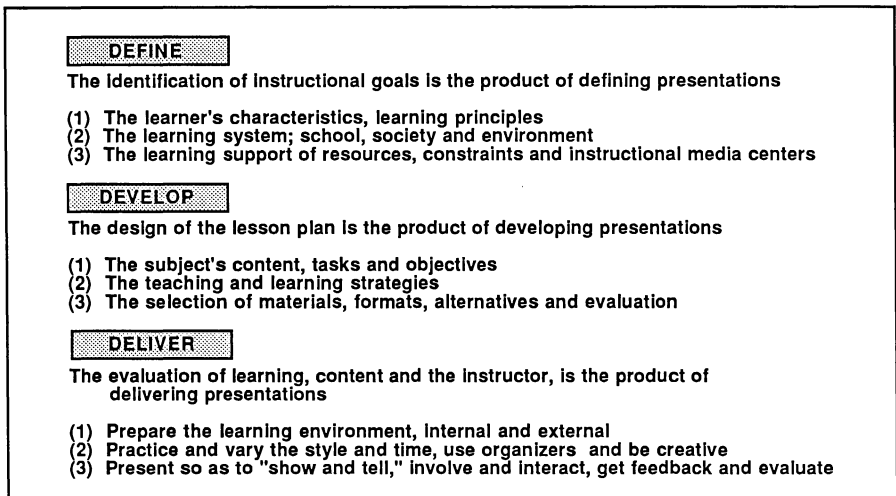 DEFINE
The identification of instructional goals is the product of defining presentations
(1) The learner's characteristics, learning principles
(2) The learning system; school, society and environment
(3) The learning support of resources, constraints and instructional media centers
DEVELOP
The design of the lesson plan is the product of developing presentations
(1) The subject's content, tasks and objectives
(2) The teaching and learning strategies
(3) The selection of materials, formats, alternatives and evaluation
DELIVER
The evaluation of learning, content and the instructor, is the product of
delivering presentations
(1) Prepare the learning environment, internal and external
(2) Practice and vary the style and time, use organizers and be creative
(3) Present so as to "show and tell," involve and interact, get feedback and evaluate